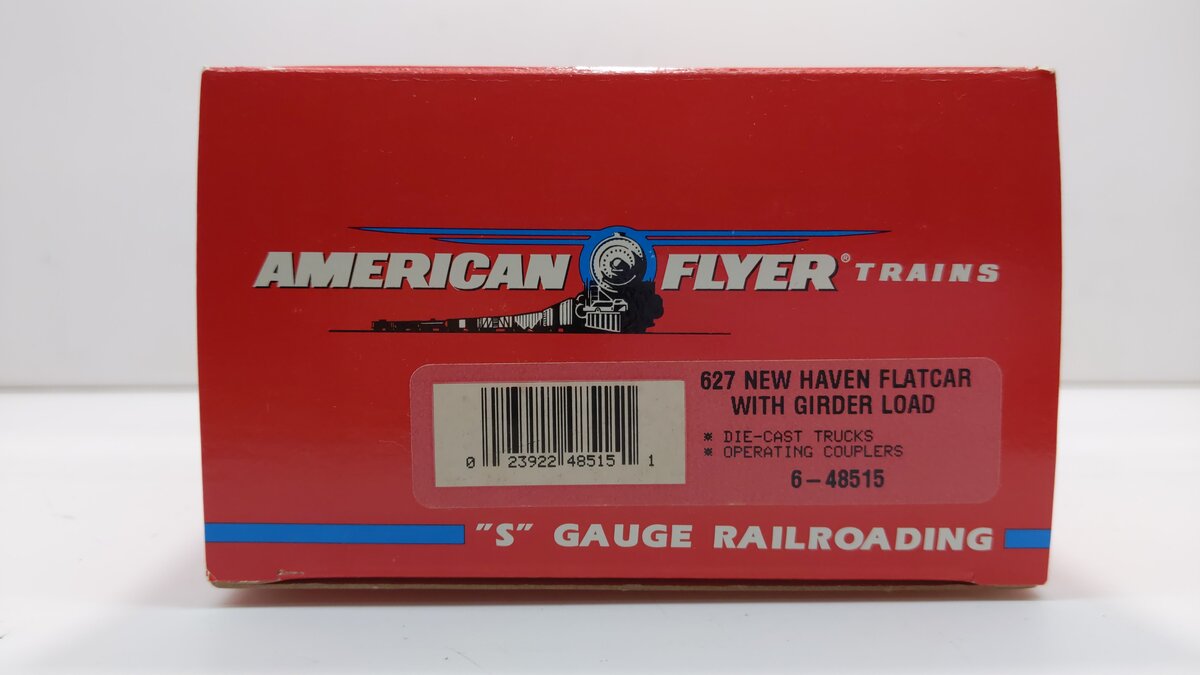 AMERICAN FLYER® TRAINS
627 NEW HAVEN FLATCAR
WITH GIRDER LOAD
* DIE-CAST TRUCKS
* OPERATING COUPLERS
6-48515
0 23922 48515 1
"S" GAUGE RAILROADING